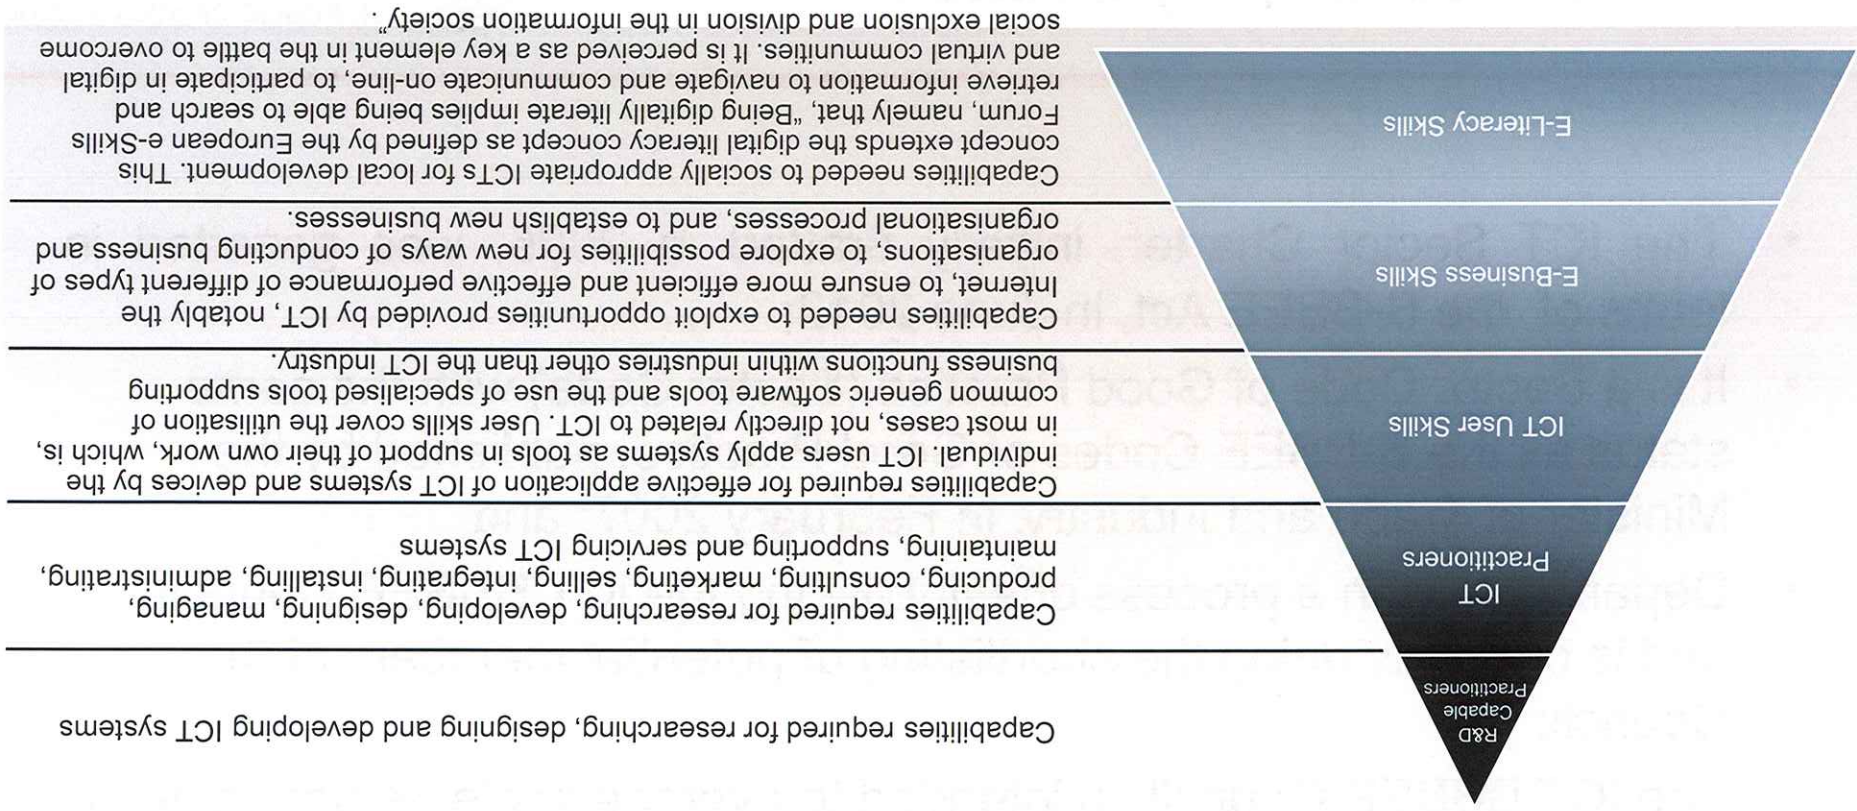 R&D
Capable
Practitioners
Capabilities required for researching, designing and developing ICT systems
ICT
Practitioners
Capabilities required for researching, developing, designing, managing,
producing, consulting, marketing, selling, integrating, installing, administrating,
maintaining, supporting and servicing ICT systems
ICT User Skills
Capabilities required for effective application of ICT systems and devices by the
individual. ICT users apply systems as tools in support of their own work, which is,
in most cases, not directly related to ICT. User skills cover the utilisation of
common generic software tools and the use of specialised tools supporting
business functions within industries other than the ICT industry.
E-Business Skills
Capabilities needed to exploit opportunities provided by ICT, notably the
Internet, to ensure more efficient and effective performance of different types of
organisations, to explore possibilities for new ways of conducting business and
organisational processes, and to establish new businesses.
E-Literacy Skills
Capabilities needed to socially appropriate ICTs for local development. This
concept extends the digital literacy concept as defined by the European e-Skills
Forum, namely that, “Being digitally literate implies being able to search and
retrieve information to navigate and communicate on-line, to participate in digital
and virtual communities. It is perceived as a key element in the battle to overcome
social exclusion and division in the information society”.